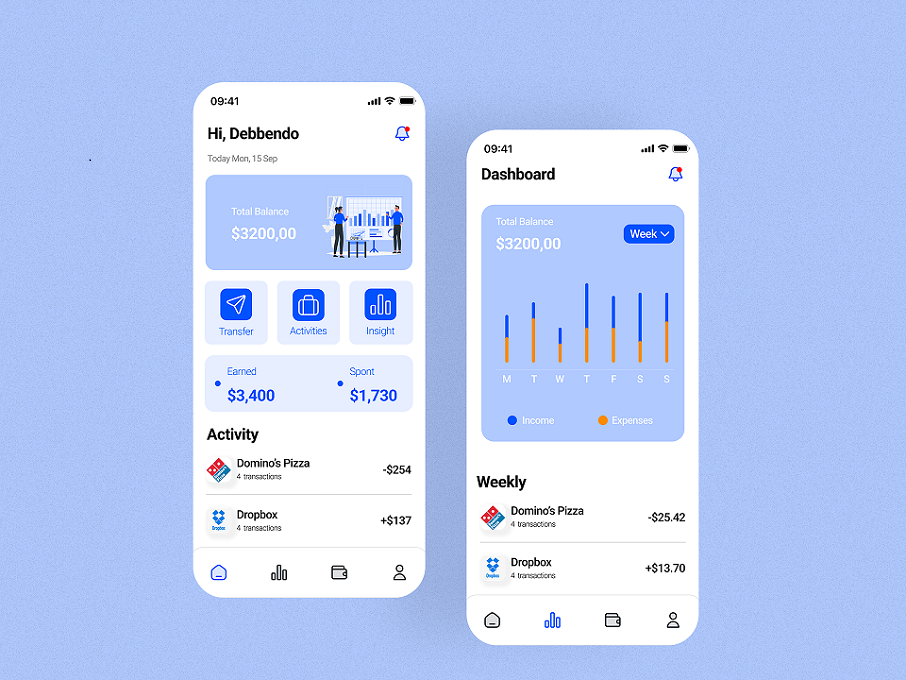 09:41
Hi, Debbendo
Today Mon, 15 Sep
Total Balance
$3200,00
Transfer
Activities
Insight
Earned
Spont
$3,400
$1,730
Activity
Domino's Pizza
4 transactions
-$254
Dropbox
Dropbox
4 transactions
+$137
09:41
Dashboard
Total Balance
$3200,00
Week
M T W T F S S
Income
Expenses
Weekly
Domino's Pizza
4 transactions
-$25.42
Dropbox
Dropbox
4 transactions
+$13.70